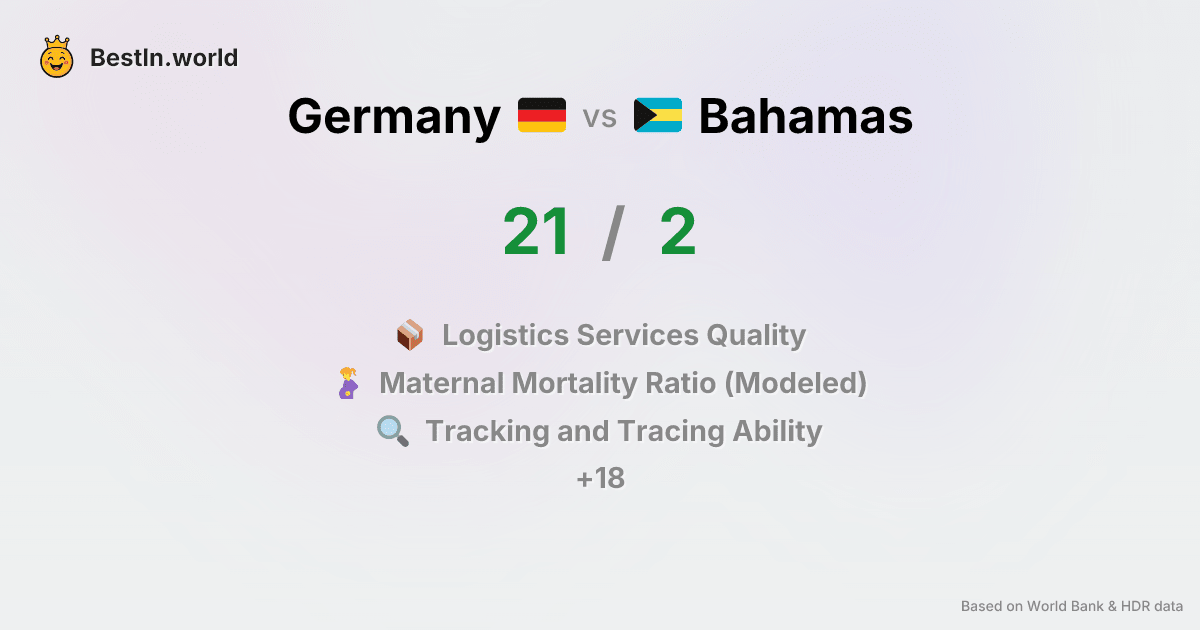 BestIn.world
Germany vs Bahamas
21 / 2
Logistics Services Quality
Maternal Mortality Ratio (Modeled)
Tracking and Tracing Ability
+18
Based on World Bank & HDR data